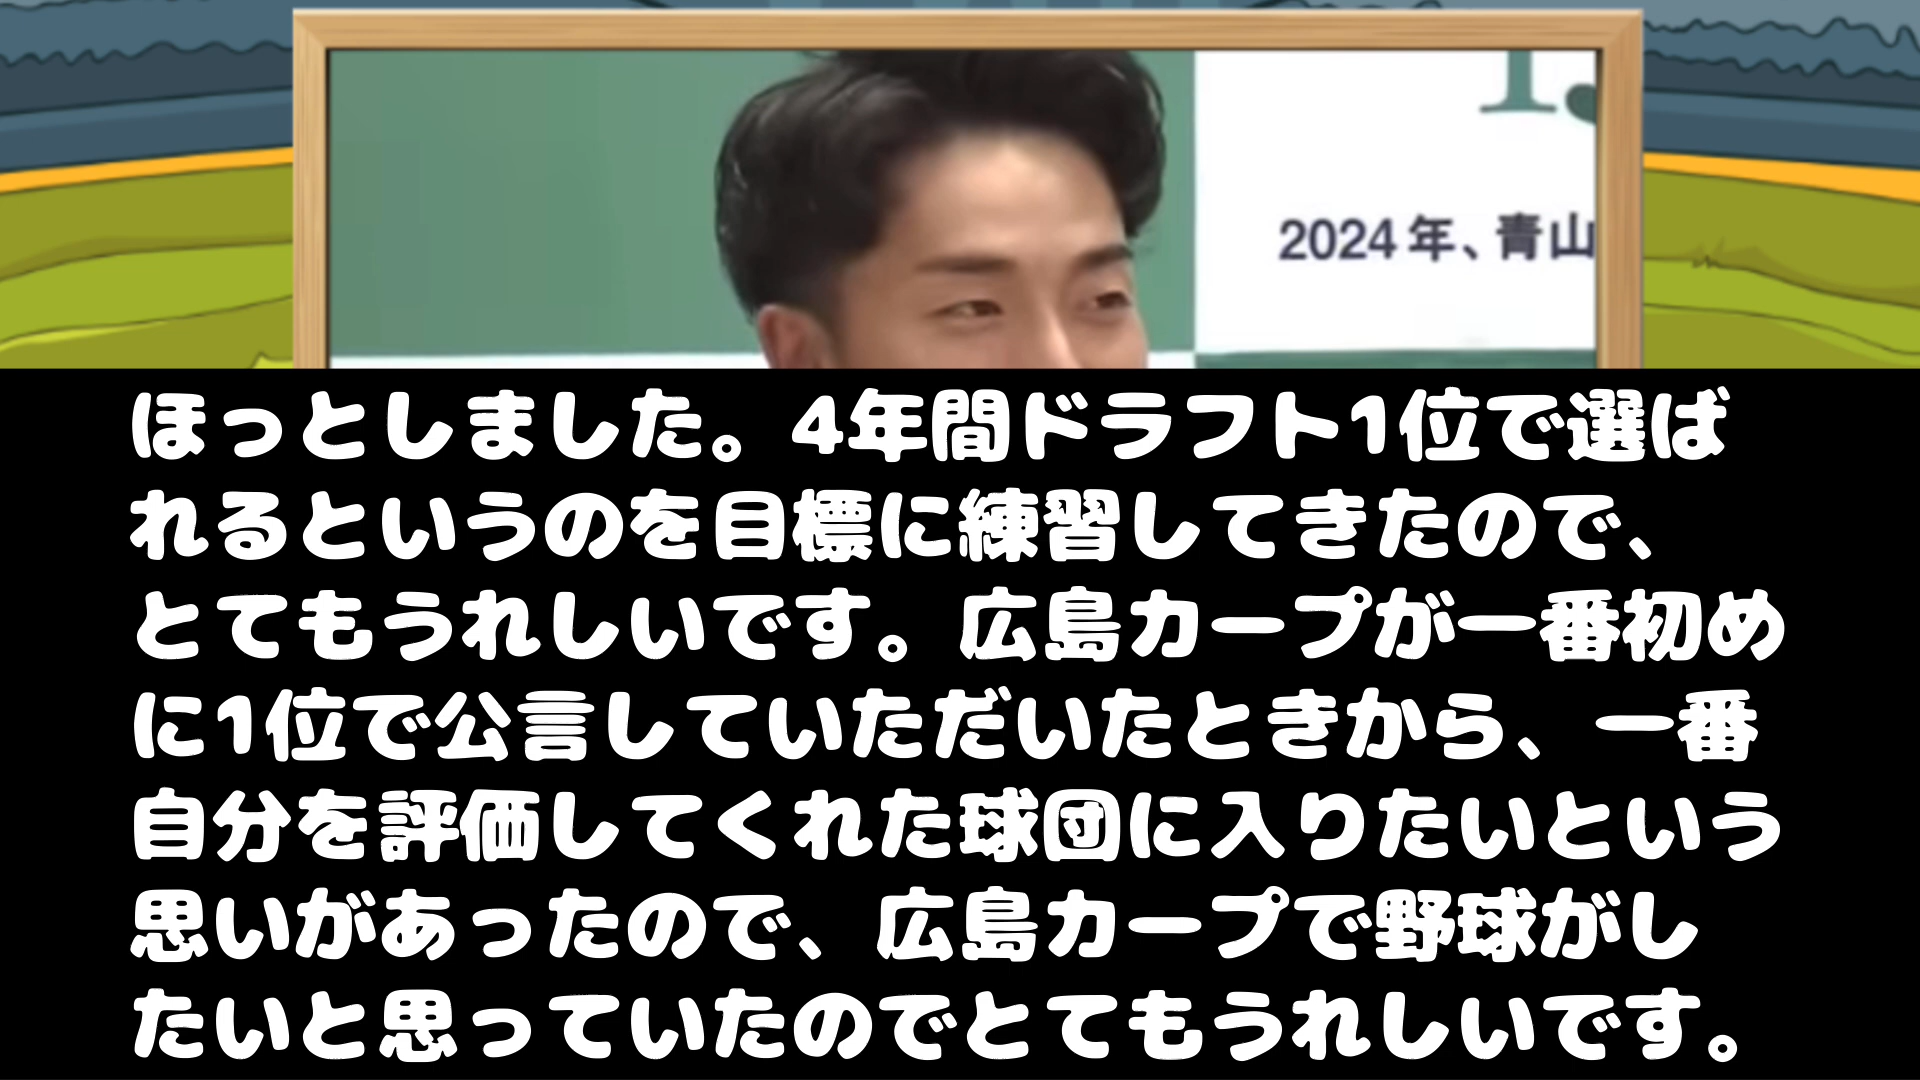 2024年、青山
ほっとしました。4年間ドラフト1位で選ば
れるというのを目標に練習してきたので、
とてもうれしいです。広島カープが一番初め
に1位で公言していただいたときから、一番
自分を評価してくれた球団に入りたいという
思いがあったので、広島カープで野球がし
たいと思っていたのでとてもうれしいです。